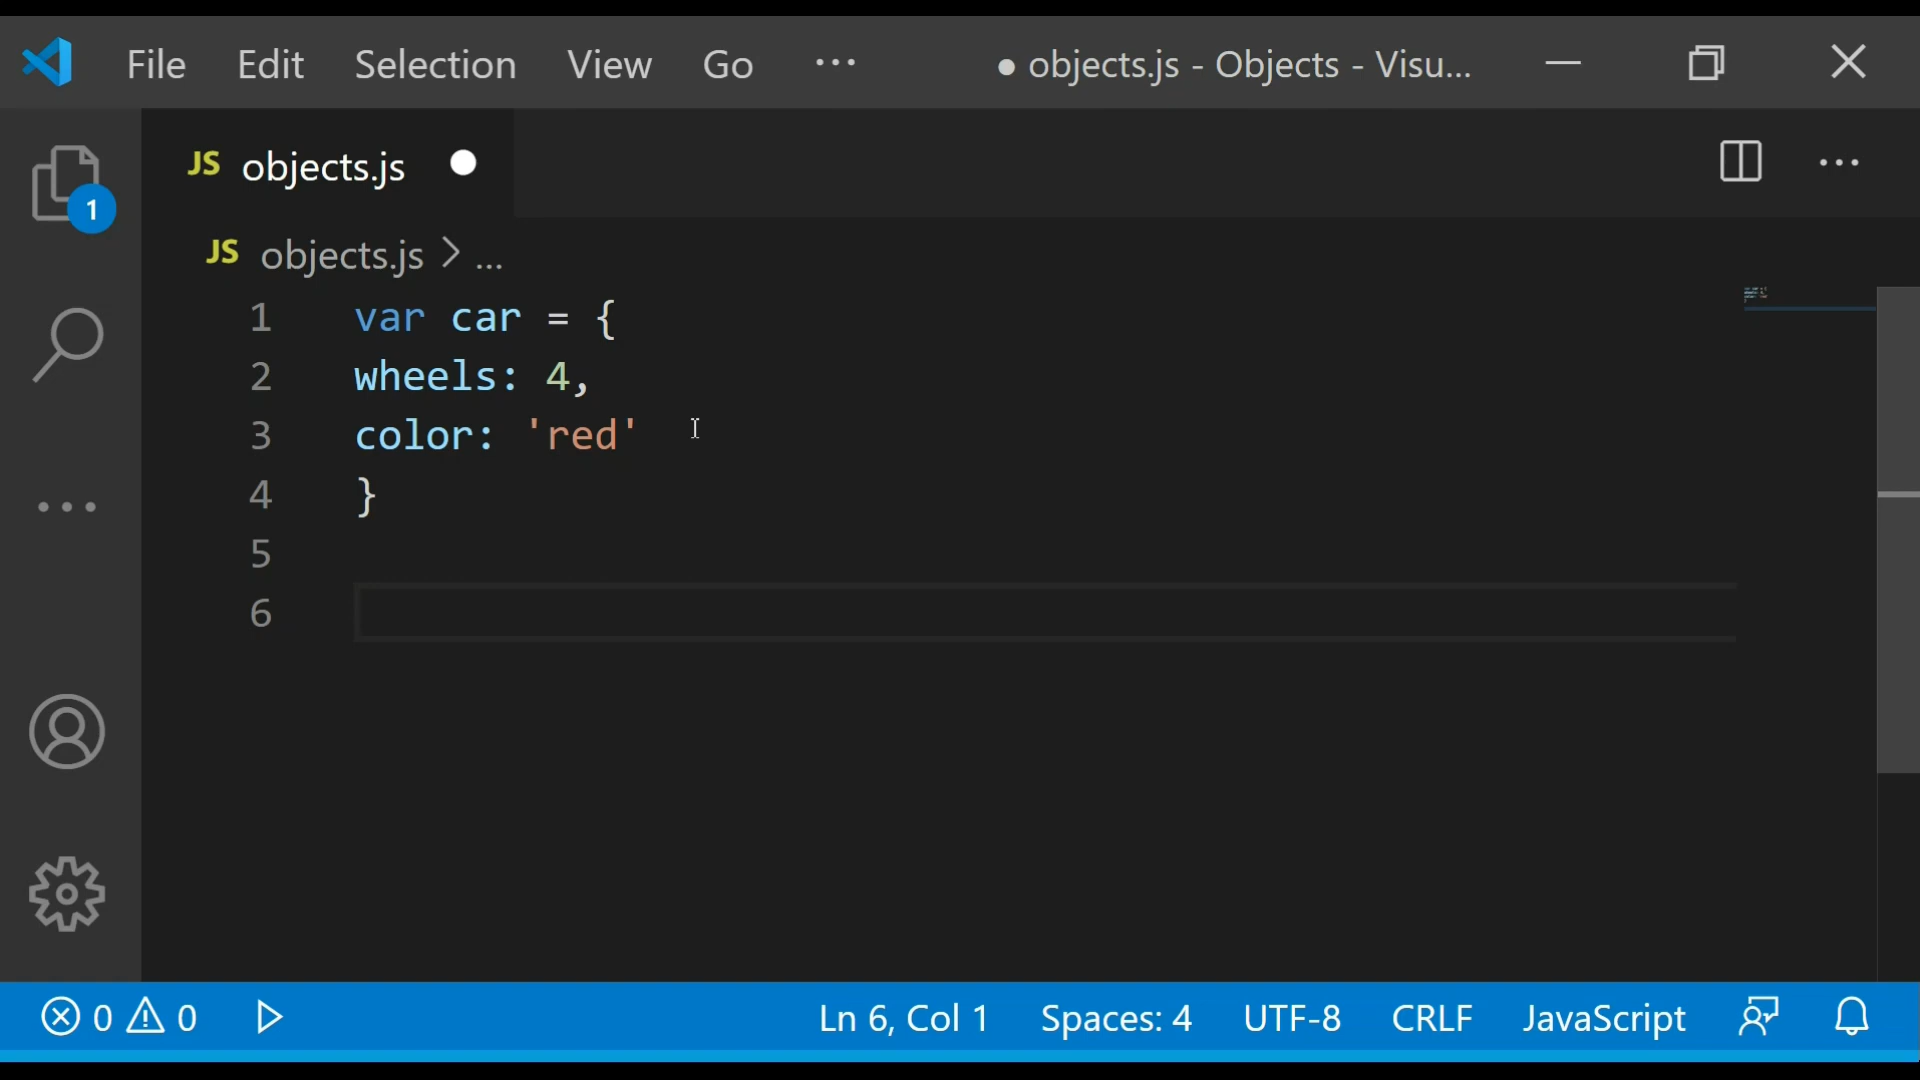 File Edit Selection View Go ··· ● objects.js - Objects - Visu...
JS objects.js
1
JS objects.js > ...
1 var car = {
2 wheels: 4,
3 color: 'red'
4 }
5
6
0 0 Ln 6, Col 1 Spaces: 4 UTF-8 CRLF JavaScript